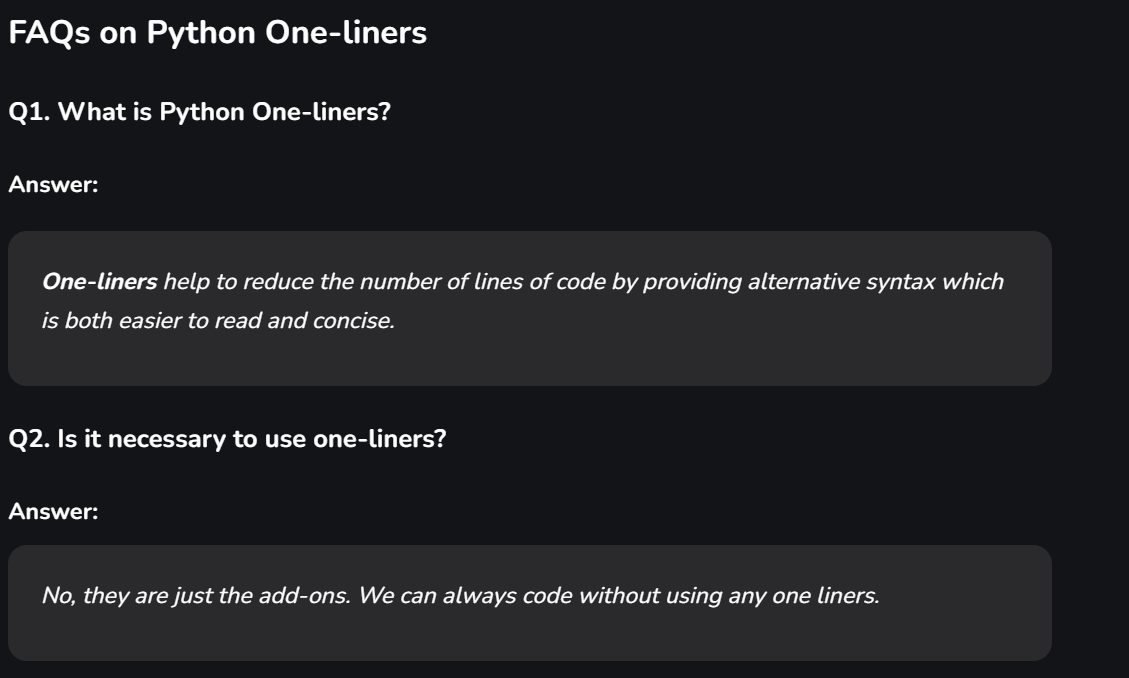 FAQs on Python One-liners
Q1. What is Python One-liners?
Answer:
One-liners help to reduce the number of lines of code by providing alternative syntax which
is both easier to read and concise.
Q2. Is it necessary to use one-liners?
Answer:
No, they are just the add-ons. We can always code without using any one liners.